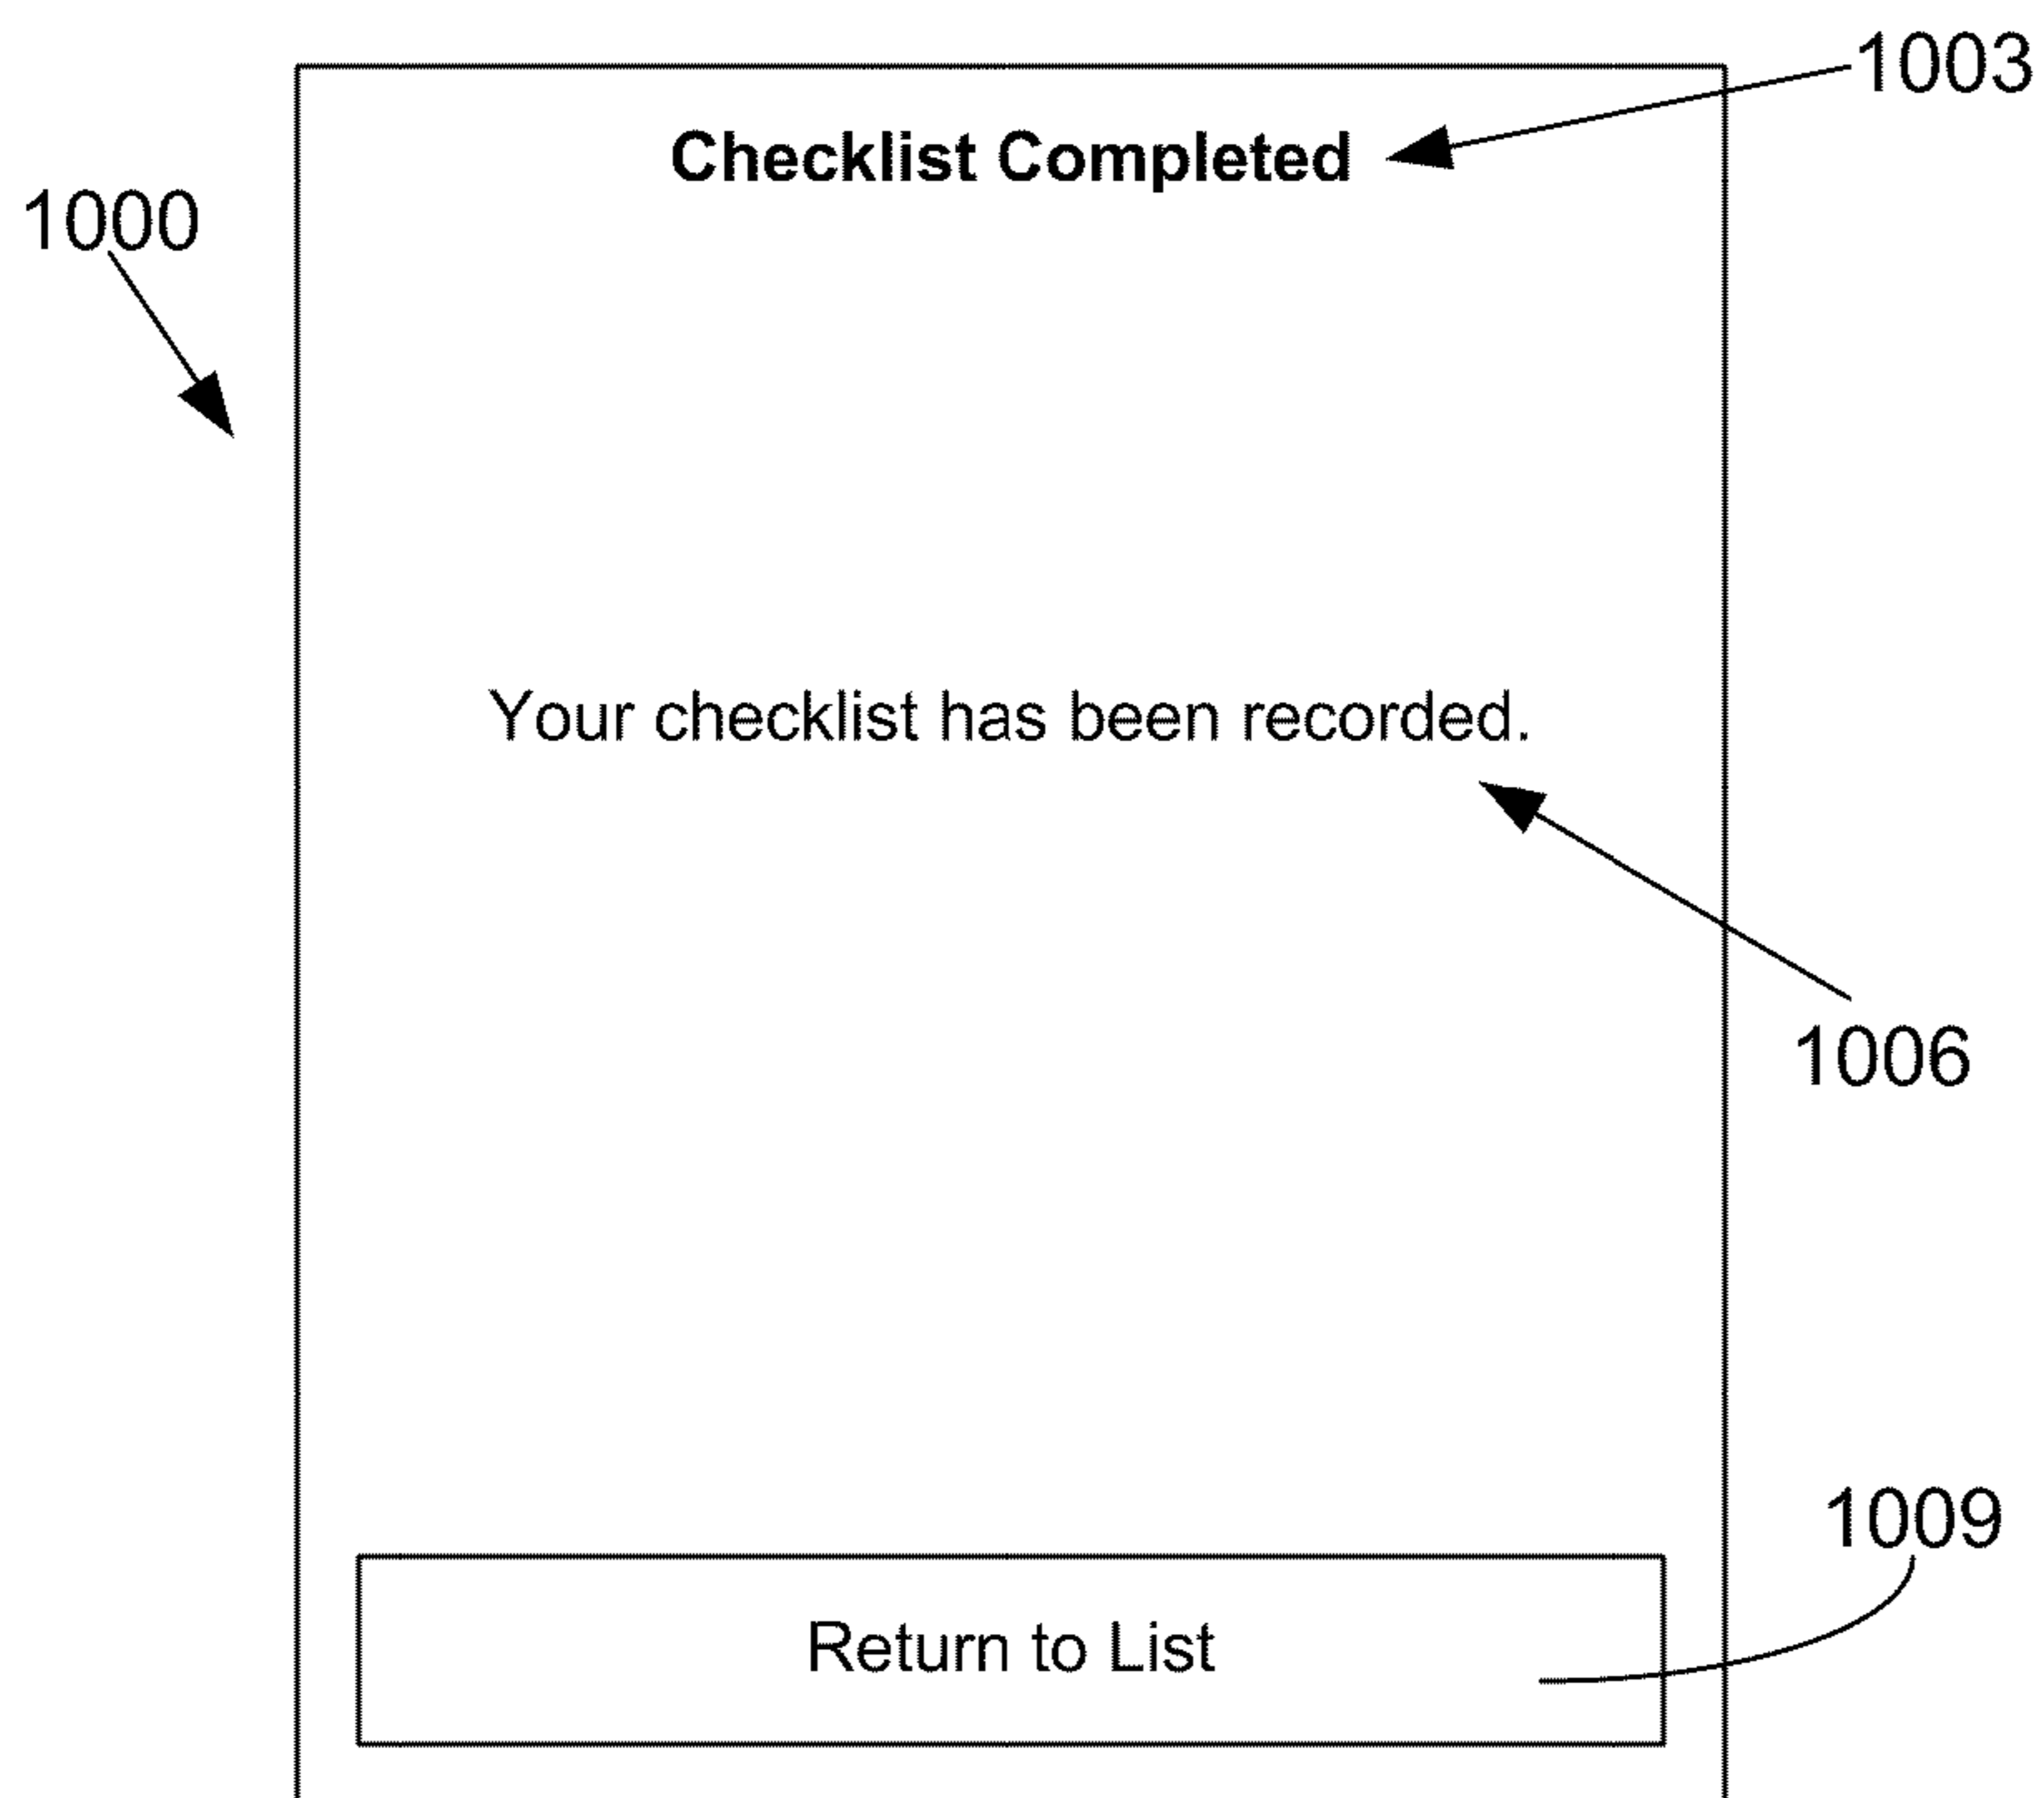 1003
Checklist Completed
1000
Your checklist has been recorded.
1006
1009
Return to List